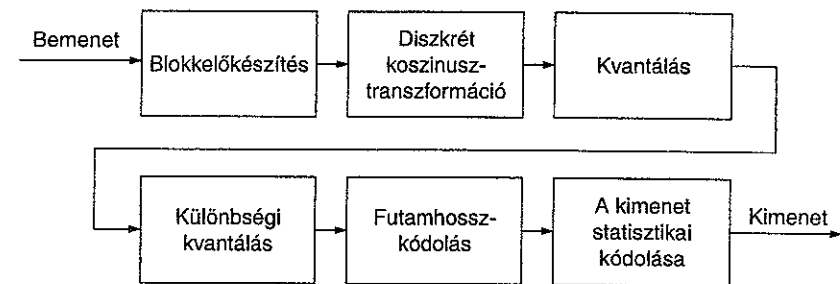 Bemenet
Blokkelőkészítés
Diszkrét
koszinusz-
transzformáció
Kvantálás
Különbségi
kvantálás
Futamhossz-
kódolás
A kimenet
statisztikai
kódolása
Kimenet